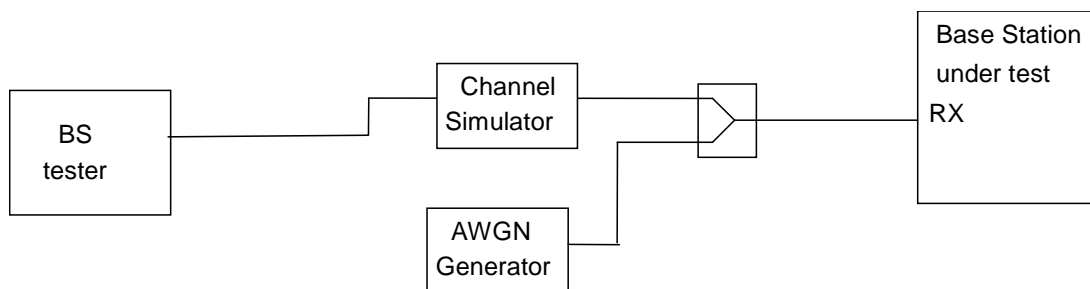 BS
tester
Channel
Simulator
AWGN
Generator
Base Station
under test
RX